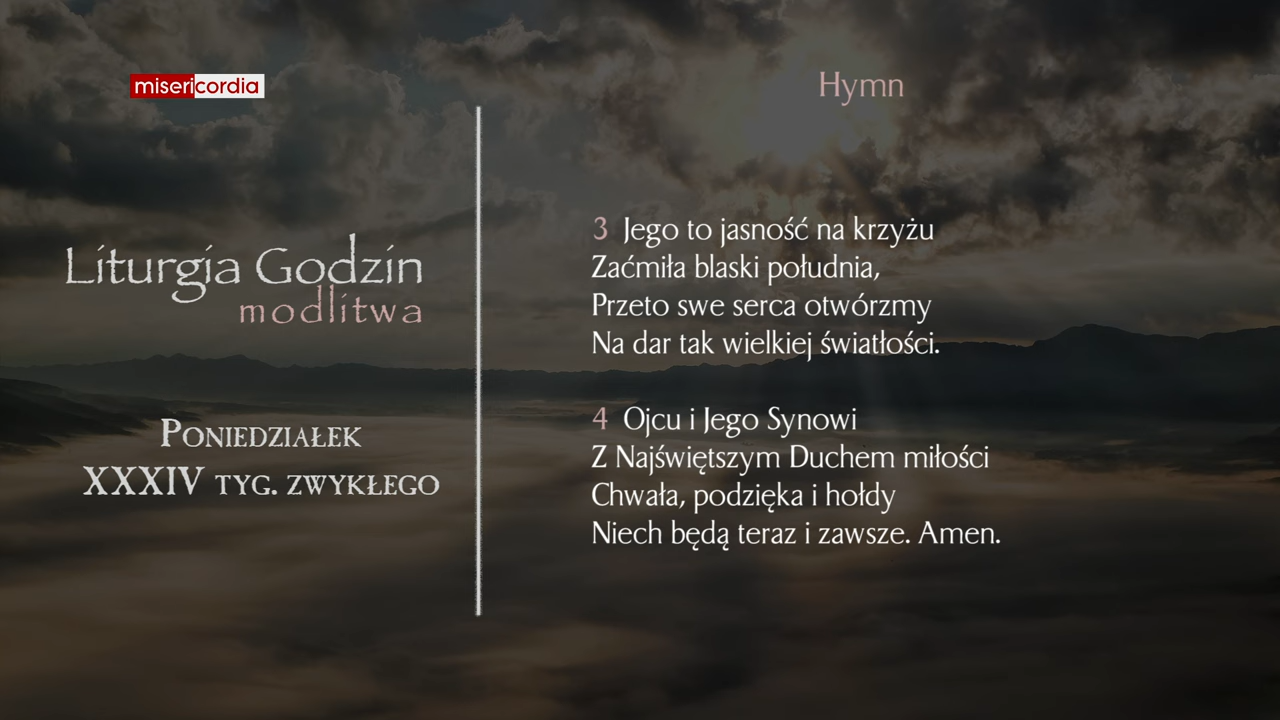 misericordia
Liturgia Godzin
modlitwa
Poniedziałek
XXXIV tyg. zwykłego
Hymn
3 Jego to jasność na krzyżu
Zaćmiła blaski południa,
Przeto swe serca otwórzmy
Na dar tak wielkiej światłości.
4 Ojcu i Jego Synowi
Z Najświętszym Duchem miłości
Chwała, podzięka i hołdy
Niech będą teraz i zawsze. Amen.